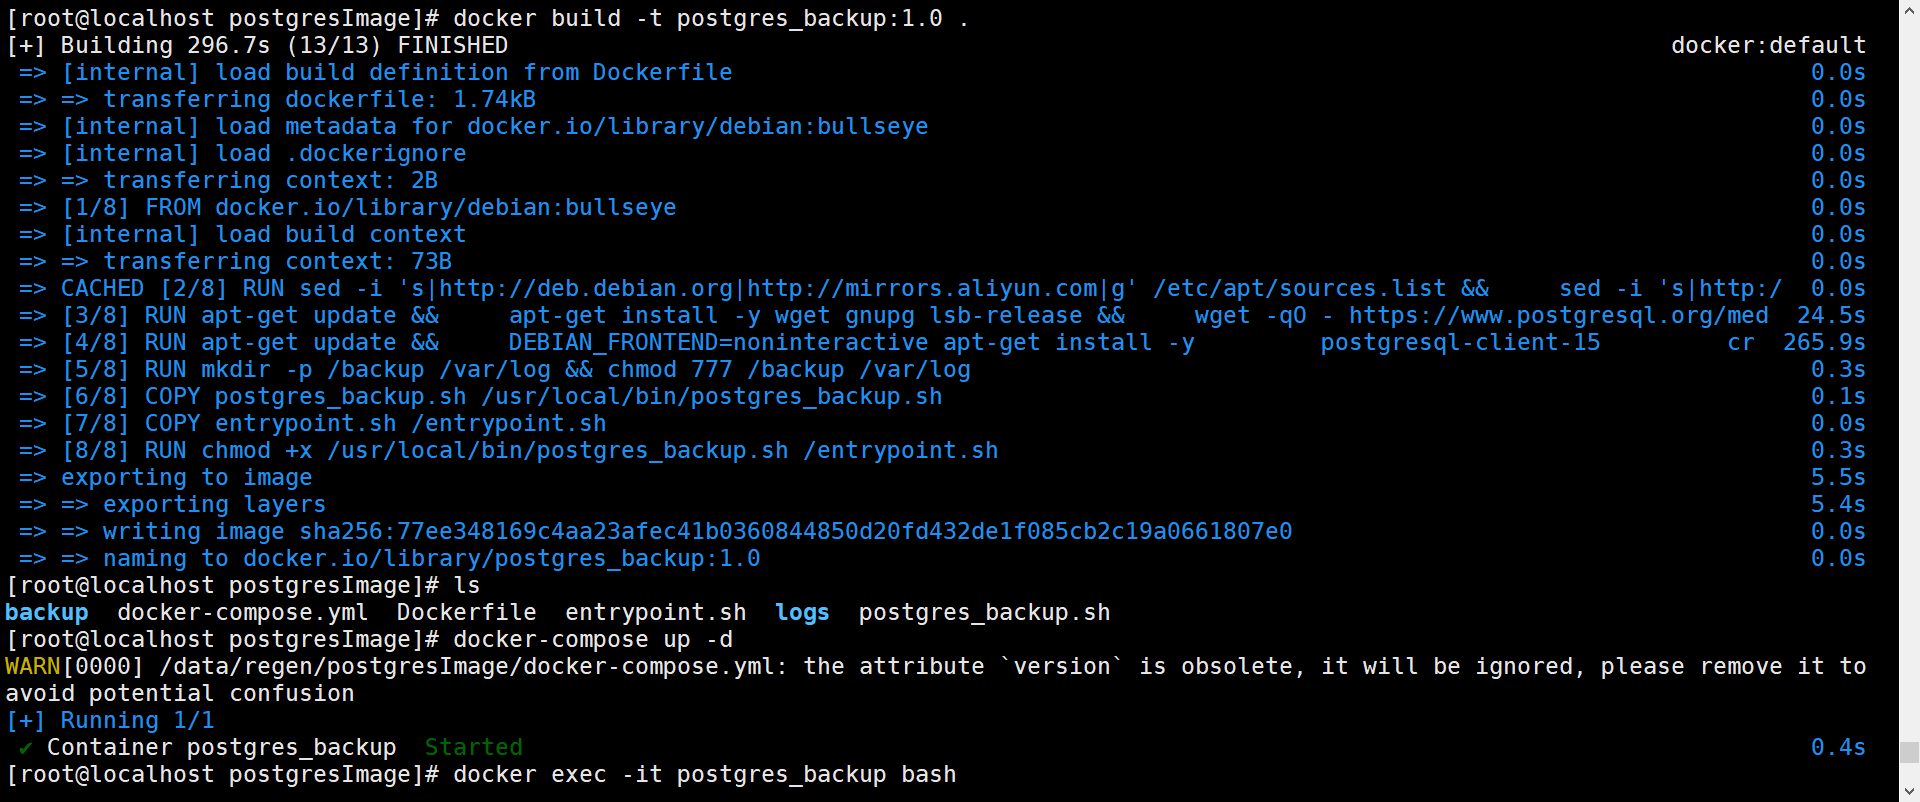 [root@localhost postgresImage]# docker build -t postgres_backup:1.0 .
[+] Building 296.7s (13/13) FINISHED docker:default
=> [internal] load build definition from Dockerfile 0.0s
=> => transferring dockerfile: 1.74kB 0.0s
=> [internal] load metadata for docker.io/library/debian:bullseye 0.0s
=> [internal] load .dockerignore 0.0s
=> => transferring context: 2B 0.0s
=> [1/8] FROM docker.io/library/debian:bullseye 0.0s
=> [internal] load build context 0.0s
=> => transferring context: 73B 0.0s
=> CACHED [2/8] RUN sed -i 's|http://deb.debian.org|http://mirrors.aliyun.com|g' /etc/apt/sources.list &&     sed -i 's|http:/ 0.0s
=> [3/8] RUN apt-get update &&     apt-get install -y wget gnupg lsb-release &&     wget -qO - https://www.postgresql.org/med 24.5s
=> [4/8] RUN apt-get update &&     DEBIAN_FRONTEND=noninteractive apt-get install -y         postgresql-client-15         cr 265.9s
=> [5/8] RUN mkdir -p /backup /var/log && chmod 777 /backup /var/log 0.3s
=> [6/8] COPY postgres_backup.sh /usr/local/bin/postgres_backup.sh 0.1s
=> [7/8] COPY entrypoint.sh /entrypoint.sh 0.0s
=> [8/8] RUN chmod +x /usr/local/bin/postgres_backup.sh /entrypoint.sh 0.3s
=> exporting to image 5.5s
=> => exporting layers 5.4s
=> => writing image sha256:77ee348169c4aa23afec41b0360844850d20fd432de1f085cb2c19a0661807e0 0.0s
=> => naming to docker.io/library/postgres_backup:1.0 0.0s
[root@localhost postgresImage]# ls
backup  docker-compose.yml  Dockerfile  entrypoint.sh  logs  postgres_backup.sh
[root@localhost postgresImage]# docker-compose up -d
WARN[0000] /data/regen/postgresImage/docker-compose.yml: the attribute `version` is obsolete, it will be ignored, please remove it to
avoid potential confusion
[+] Running 1/1
✔ Container postgres_backup  Started 0.4s
[root@localhost postgresImage]# docker exec -it postgres_backup bash